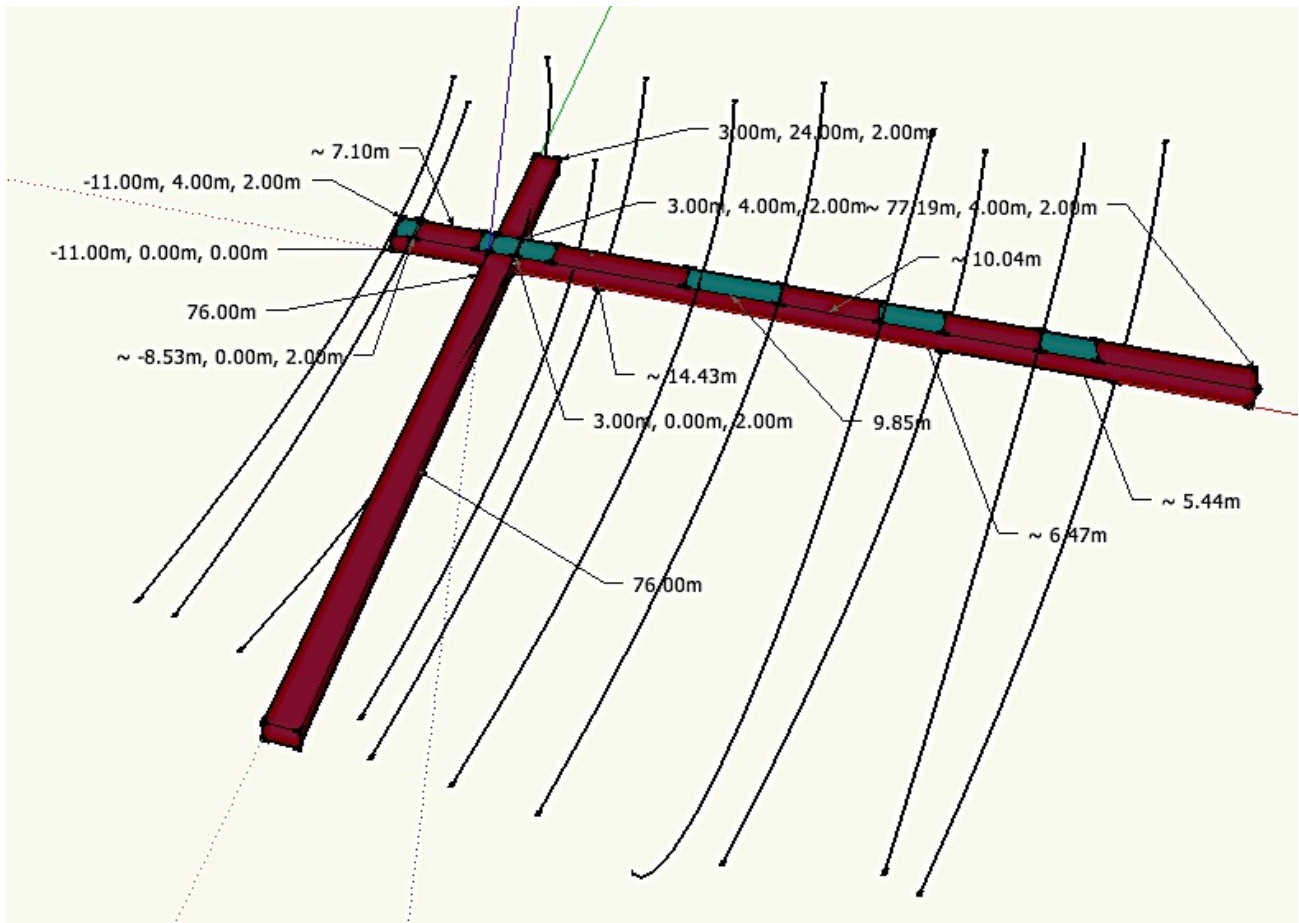 3.00m, 24.00m, 2.00m
~ 7.10m
-11.00m, 4.00m, 2.00m
3.00m, 4.00m, 2.00m
~ 77.19m, 4.00m, 2.00m
-11.00m, 0.00m, 0.00m
~ 10.04m
76.00m
~ -8.53m, 0.00m, 2.00m
~ 14.43m
3.00m, 0.00m, 2.00m
9.85m
~ 5.44m
~ 6.47m
76.00m